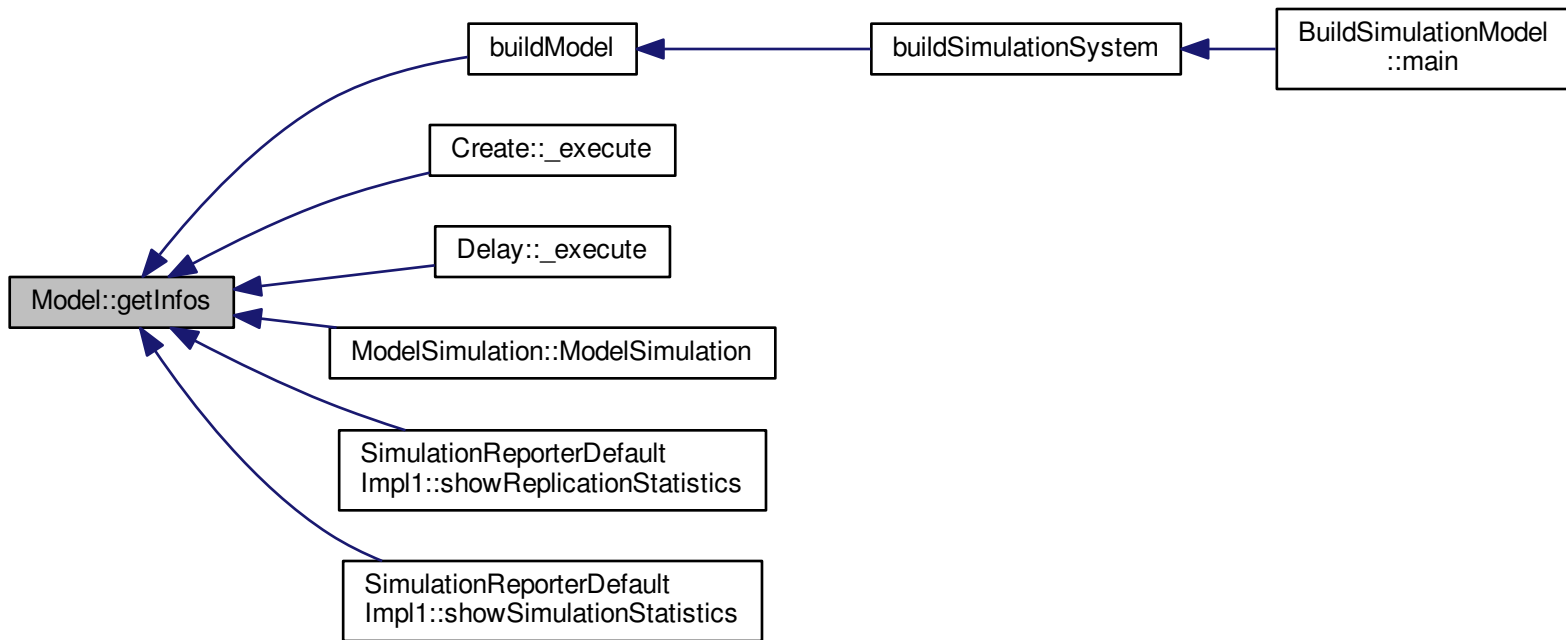 buildModel
buildSimulationSystem
BuildSimulationModel
::main
Create::_execute
Delay::_execute
Model::getInfos
ModelSimulation::ModelSimulation
SimulationReporterDefault
Impl1::showReplicationStatistics
SimulationReporterDefault
Impl1::showSimulationStatistics